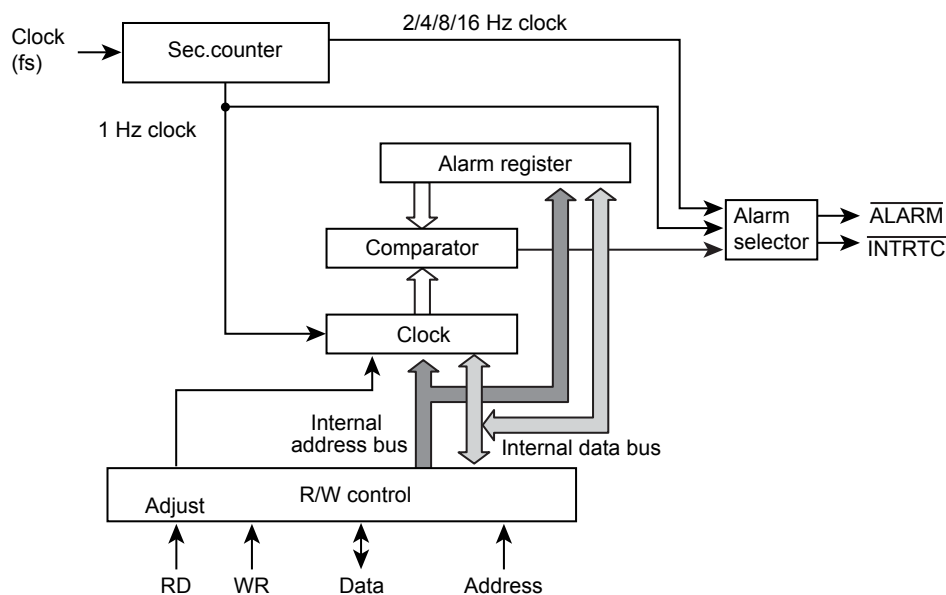 2/4/8/16 Hz clock
Clock
(fs)
Sec.counter
1 Hz clock
Alarm register
Alarm
selector
ALARM
INTRTC
Comparator
Clock
Internal
address bus
Internal data bus
R/W control
Adjust
RD
WR
Data
Address